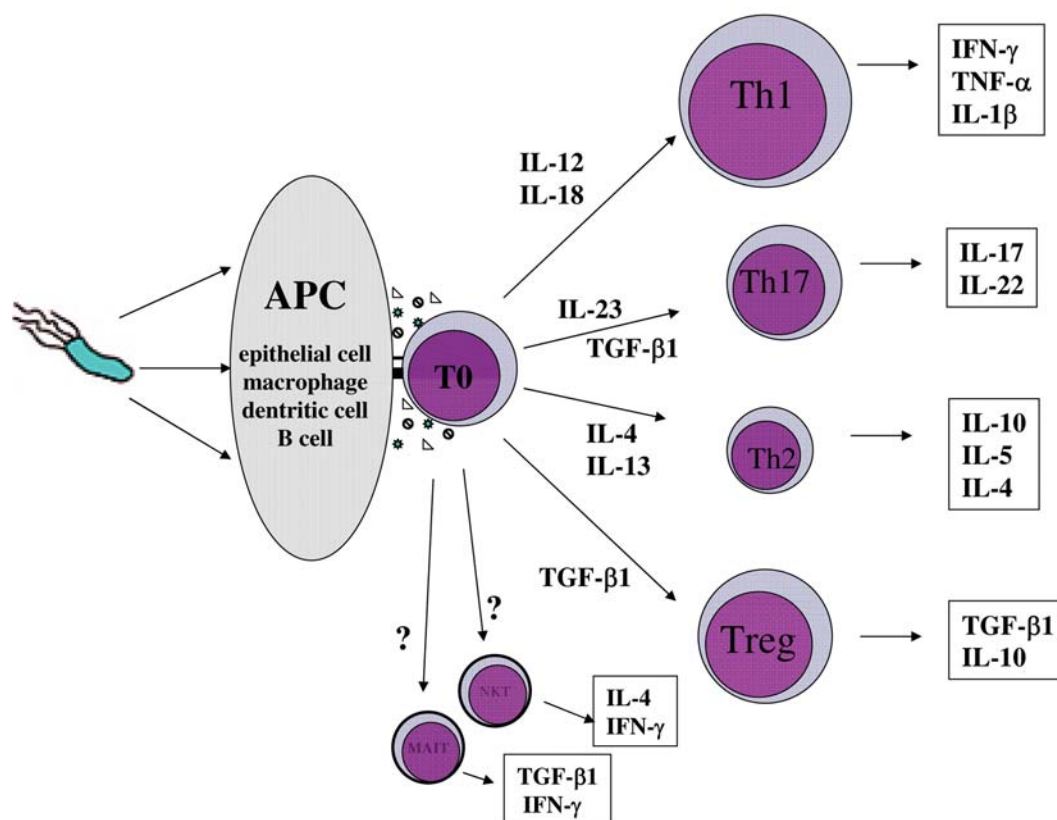 Th1
IFN-γ
TNF-α
IL-1β
IL-12
IL-18
APC
epithelial cell
macrophage
dentritic cell
B cell
T0
IL-23
TGF-β1
Th17
IL-17
IL-22
IL-4
IL-13
Th2
IL-10
IL-5
IL-4
TGF-β1
Treg
TGF-β1
IL-10
?
?
NKT
IL-4
IFN-γ
MAIT
TGF-β1
IFN-γ